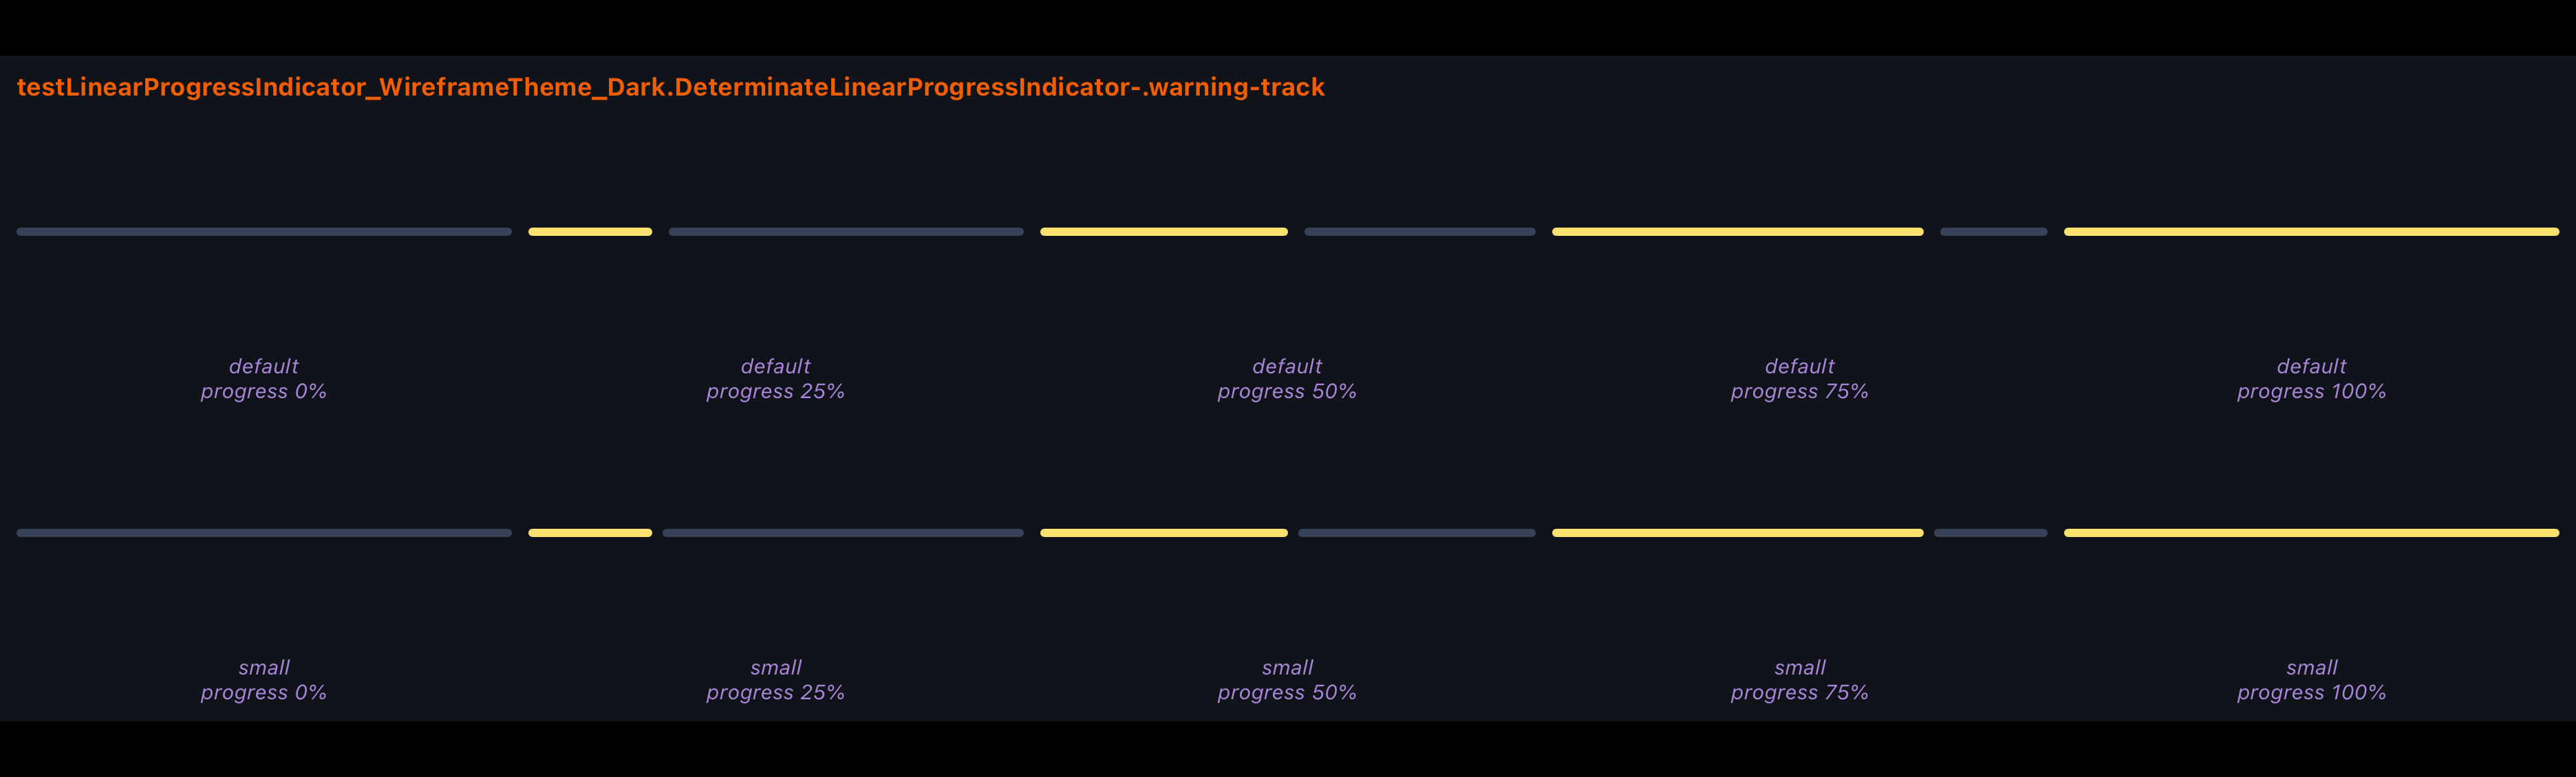 testLinearProgressIndicator_WireframeTheme_Dark.DeterminateLinearProgressIndicator-.warning-track
default
progress 0%
default
progress 25%
default
progress 50%
default
progress 75%
default
progress 100%
small
progress 0%
small
progress 25%
small
progress 50%
small
progress 75%
small
progress 100%